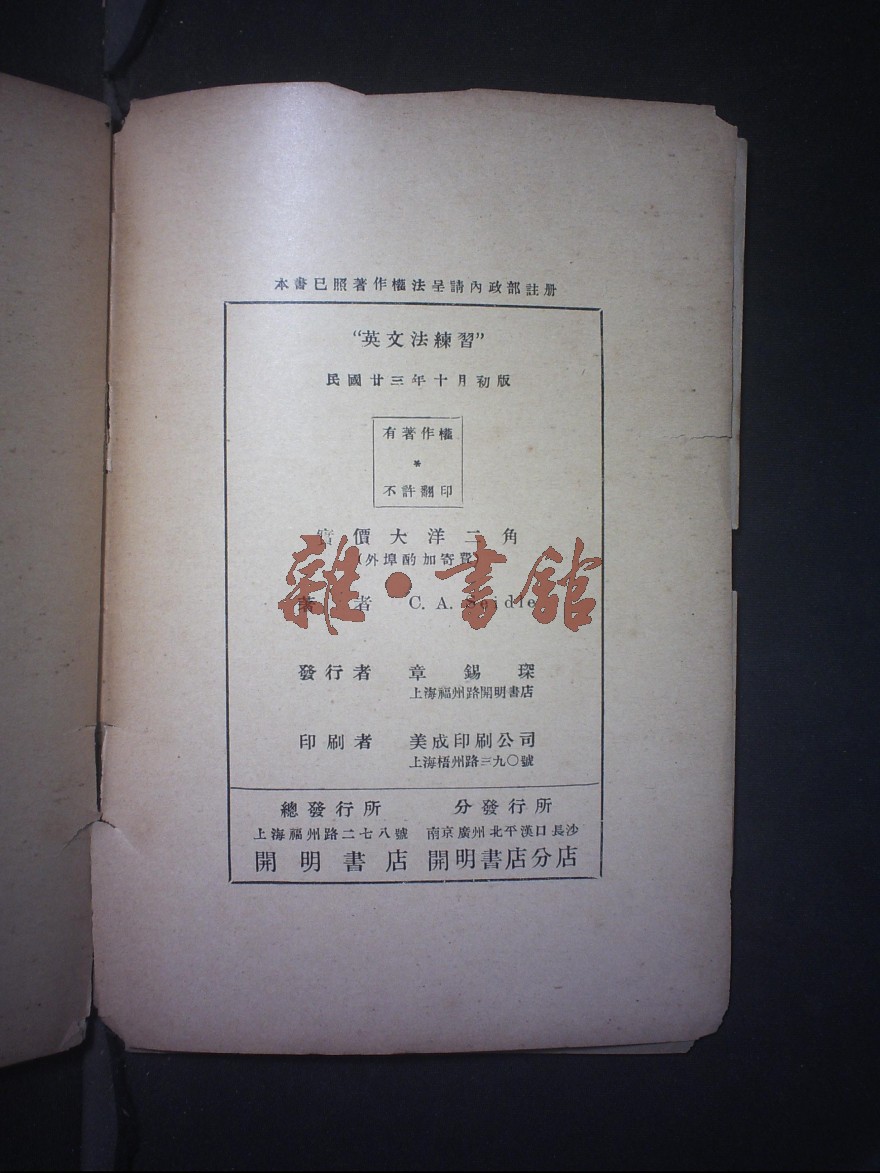 本書已照著作權法呈請內政部註册
“英文法練習”
民國廿三年十月初版
有著作權
*
不許翻印
實價大洋二角
(外埠酌加寄費)
著者 C. A. Seidle
雜•書館
發行者 章錫琛
上海福州路開明書店
印刷者 美成印刷公司
上海梧州路三九〇號
總發行所 分發行所
上海福州路二七八號 南京廣州北平漢口長沙
開明書店 開明書店分店